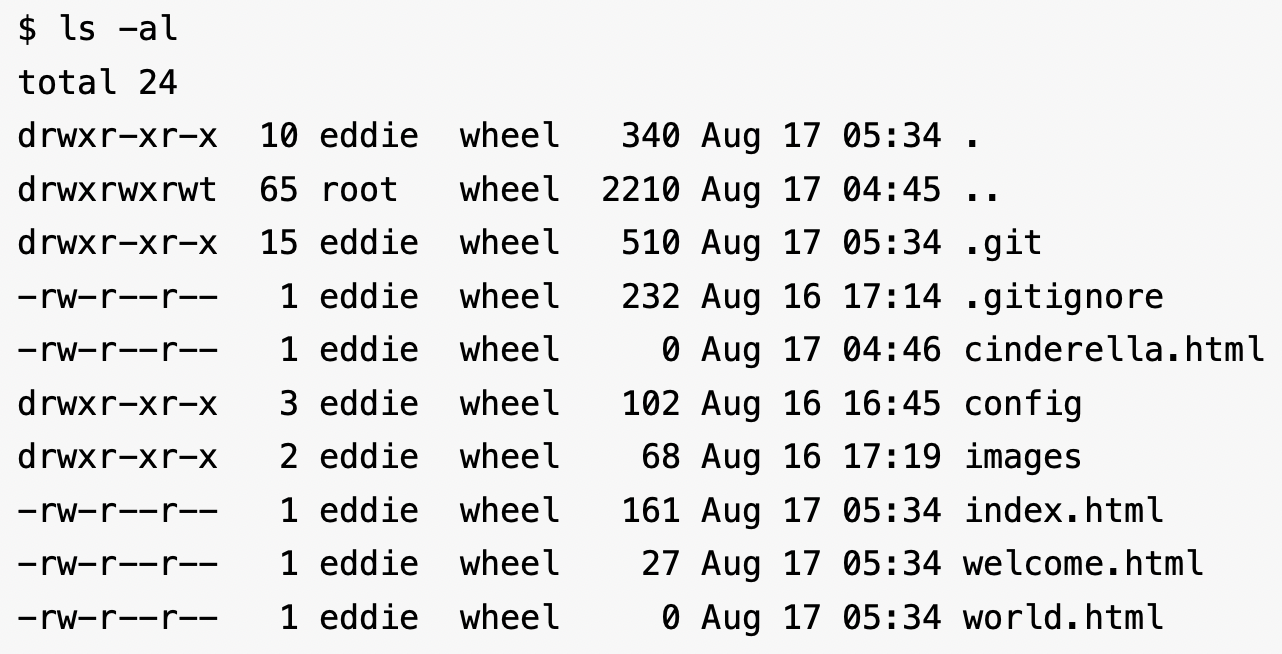 $ ls -al
total 24
drwxr-xr-x  10 eddie  wheel   340 Aug 17 05:34 .
drwxrwxrwt  65 root   wheel  2210 Aug 17 04:45 ..
drwxr-xr-x  15 eddie  wheel   510 Aug 17 05:34 .git
-rw-r--r--   1 eddie  wheel   232 Aug 16 17:14 .gitignore
-rw-r--r--   1 eddie  wheel     0 Aug 17 04:46 cinderella.html
drwxr-xr-x   3 eddie  wheel   102 Aug 16 16:45 config
drwxr-xr-x   2 eddie  wheel    68 Aug 16 17:19 images
-rw-r--r--   1 eddie  wheel   161 Aug 17 05:34 index.html
-rw-r--r--   1 eddie  wheel    27 Aug 17 05:34 welcome.html
-rw-r--r--   1 eddie  wheel     0 Aug 17 05:34 world.html